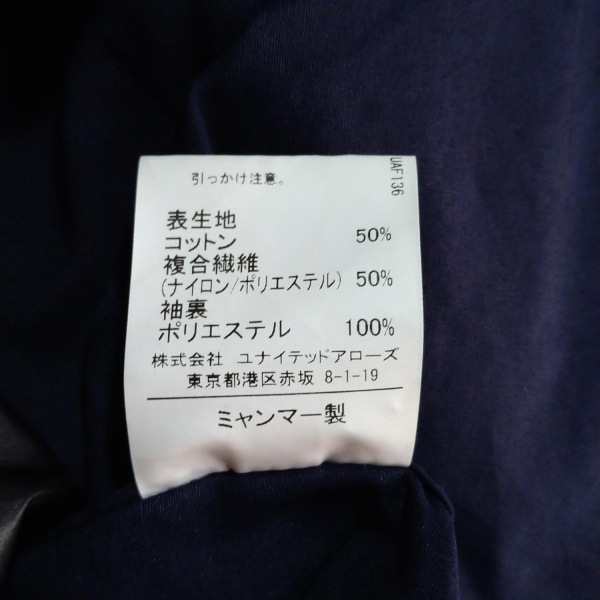 引っかけ注意。
UAF136
表生地
コットン 50%
複合繊維
(ナイロン/ポリエステル) 50%
袖裏
ポリエステル 100%
株式会社 ユナイテッドアローズ
東京都港区赤坂 8-1-19
ミャンマー製